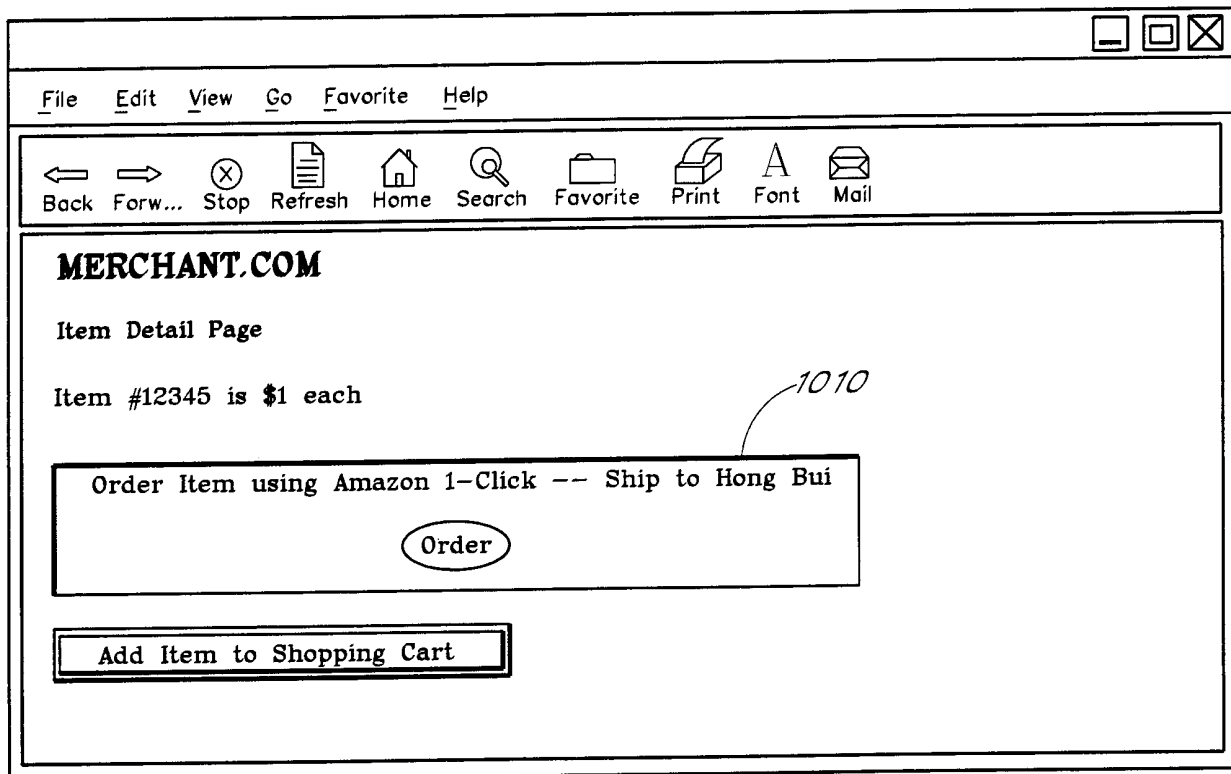 File Edit View Go Favorite Help
Back Forw... Stop Refresh Home Search Favorite Print Font Mail
MERCHANT.COM
Item Detail Page
Item #12345 is $1 each
1010
Order Item using Amazon 1-Click -- Ship to Hong Bui
Order
Add Item to Shopping Cart